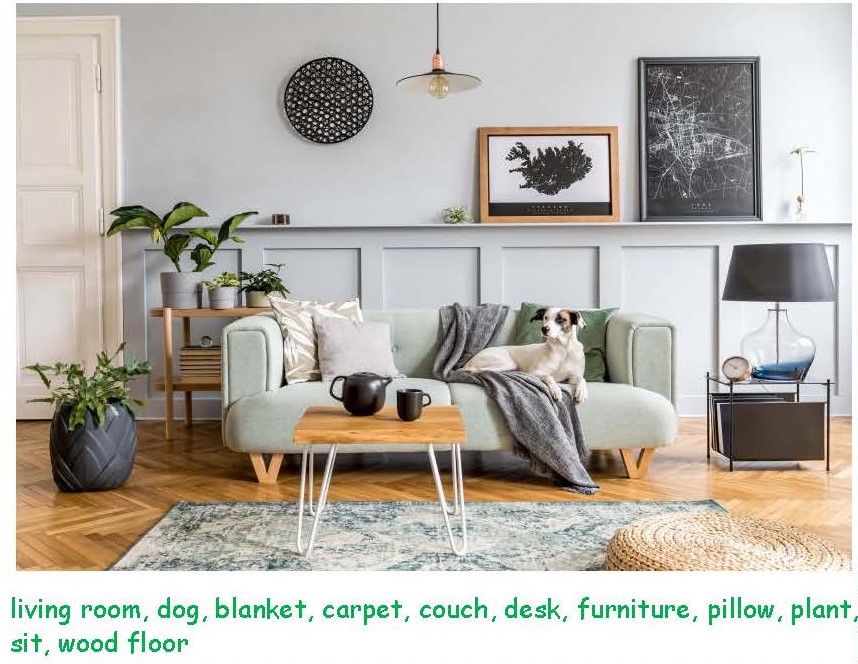 living room, dog, blanket, carpet, couch, desk, furniture, pillow, plant,
sit, wood floor